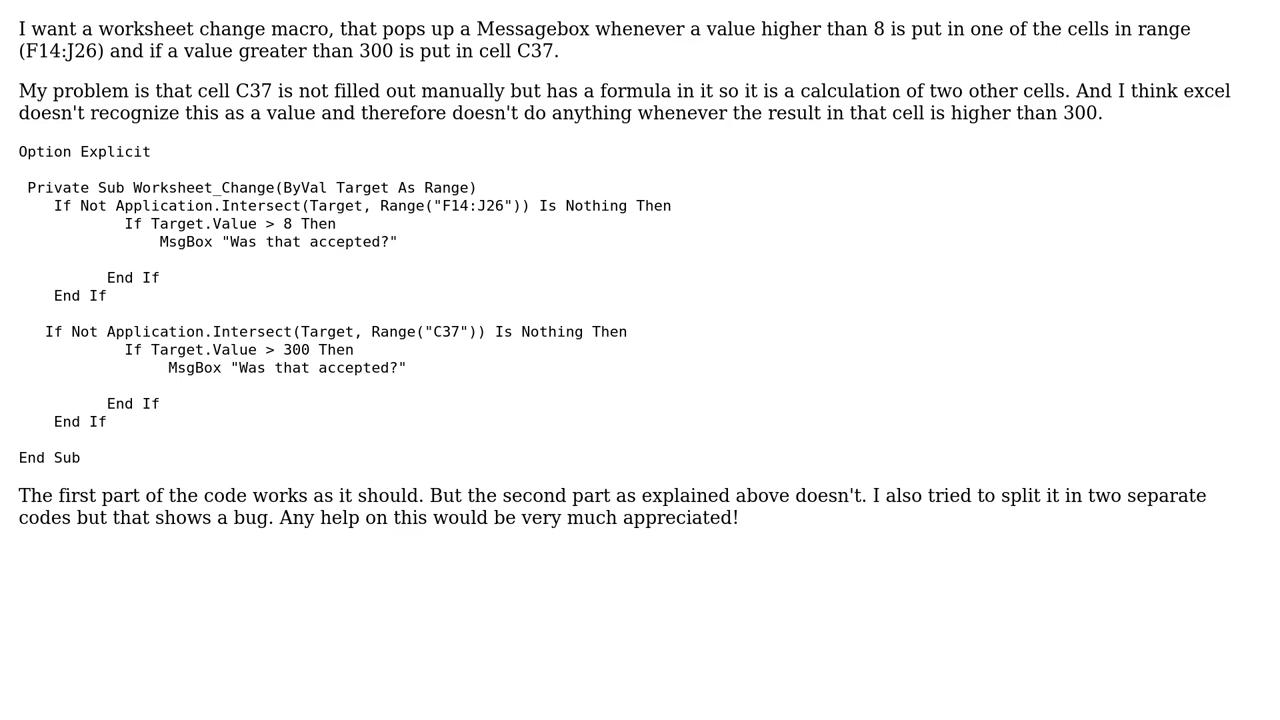 I want a worksheet change macro, that pops up a Messagebox whenever a value higher than 8 is put in one of the cells in range
(F14:J26) and if a value greater than 300 is put in cell C37.
My problem is that cell C37 is not filled out manually but has a formula in it so it is a calculation of two other cells. And I think excel
doesn't recognize this as a value and therefore doesn't do anything whenever the result in that cell is higher than 300.
Option Explicit
Private Sub Worksheet_Change(ByVal Target As Range)
If Not Application.Intersect(Target, Range("F14:J26")) Is Nothing Then
If Target.Value > 8 Then
MsgBox "Was that accepted?"
End If
End If
If Not Application.Intersect(Target, Range("C37")) Is Nothing Then
If Target.Value > 300 Then
MsgBox "Was that accepted?"
End If
End If
End Sub
The first part of the code works as it should. But the second part as explained above doesn't. I also tried to split it in two separate
codes but that shows a bug. Any help on this would be very much appreciated!